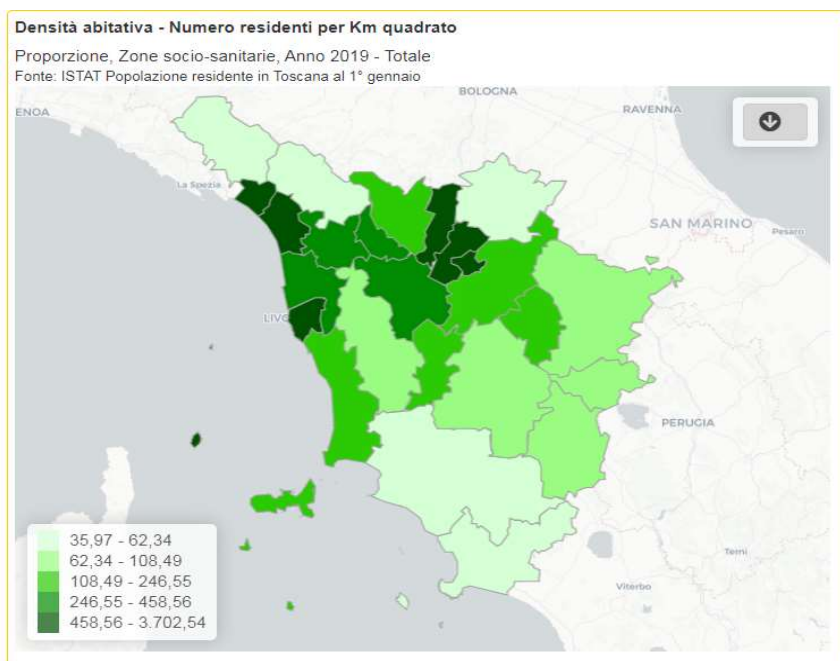 Densità abitativa - Numero residenti per Km quadrato
Proporzione, Zone socio-sanitarie, Anno 2019 - Totale
Fonte: ISTAT Popolazione residente in Toscana al 1° gennaio
BOLOGNA
ENOA
RAVENNA
La Spezia
SAN MARINO
Pesaro
LIVO
PERUGIA
Terni
Viterbo
35,97 - 62,34
62,34 - 108,49
108,49 - 246,55
246,55 - 458,56
458,56 - 3.702,54